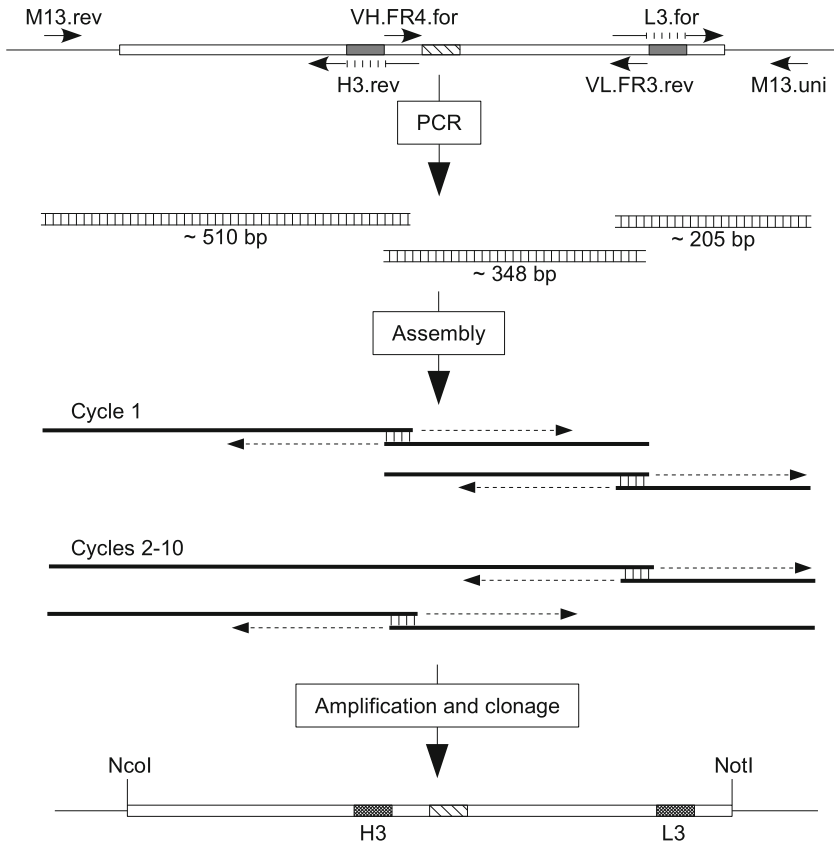 M13.rev VH.FR4.for L3.for
H3.rev VL.FR3.rev M13.uni
PCR
~ 510 bp ~ 205 bp
~ 348 bp
Assembly
Cycle 1
Cycles 2-10
Amplification and clonage
NcoI NotI
H3 L3